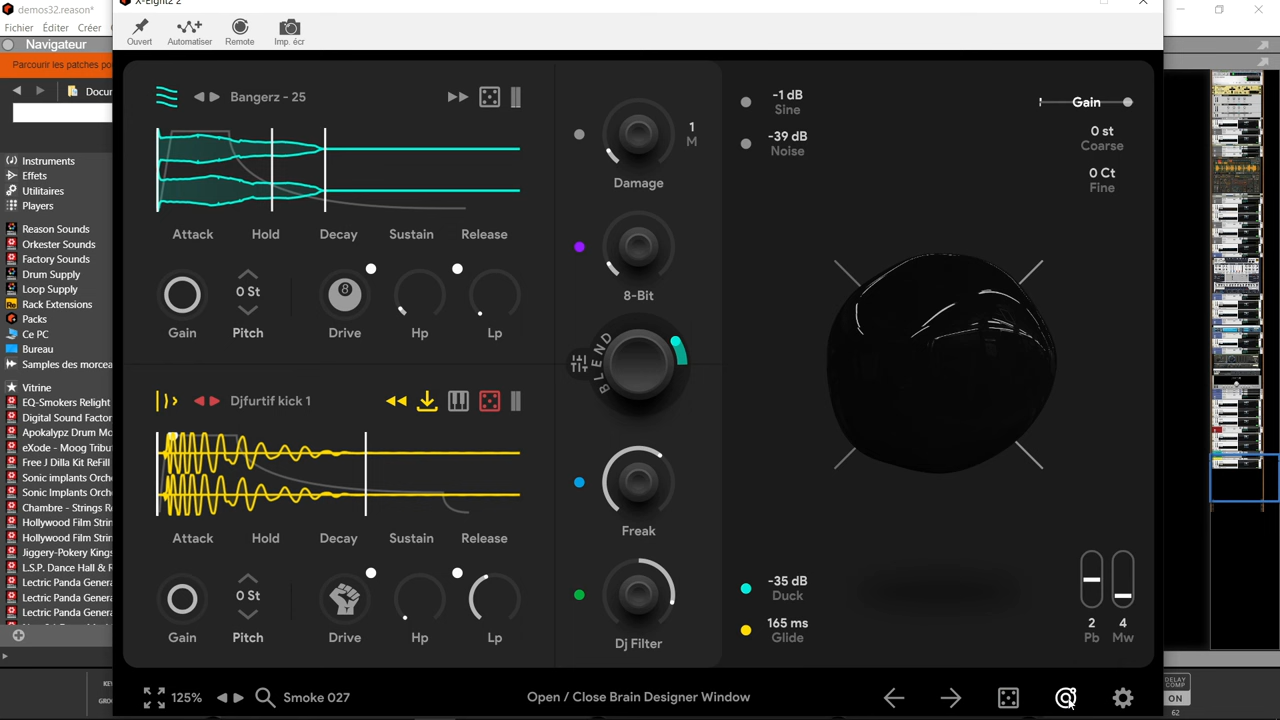 demos32.reason*
X-Eight2 2
Fichier Éditer Créer
Navigateur
Parcourir les patches po
Docur
Ouvert Automatiser Remote Imp. écr
Instruments
Effets
Utilitaires
Players
Reason Sounds
Orkester Sounds
Factory Sounds
Drum Supply
Loop Supply
Rack Extensions
Packs
Ce PC
Bureau
Samples des morcea
Vitrine
EQ-Smokers Relight
Digital Sound Factor
Apokalypz Drum Mc
eXode - Moog Tribut
Free J Dilla Kit ReFill
Sonic implants Orch
Sonic Implants Orch
Chambre - Strings R
Hollywood Film Strin
Hollywood Film Strin
Jiggery-Pokery Kings
L.S.P. Dance Hall & F
Lectric Panda Genera
Lectric Panda Genera
Lectric Panda Genera
Bangerz - 25
Attack Hold Decay Sustain Release
0 St
8
Gain Pitch Drive Hp Lp
Djfurtif kick 1
Attack Hold Decay Sustain Release
0 St
Gain Pitch Drive Hp Lp
1
M
Damage
8-Bit
BLEND
Freak
Dj Filter
-1 dB
Sine
-39 dB
Noise
Gain
0 st
Coarse
0 Ct
Fine
-35 dB
Duck
165 ms
Glide
2 4
Pb Mw
125% Smoke 027 Open / Close Brain Designer Window
KE
GRO
DELAY
COMP
ON
62